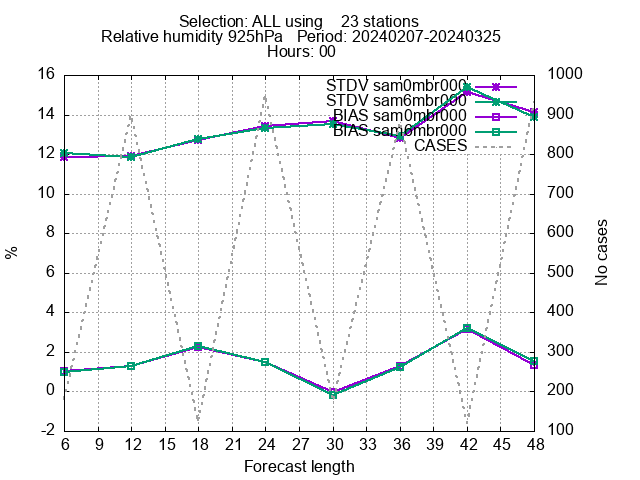 Selection: ALL using    23 stations
Relative humidity 925hPa   Period: 20240207-20240325
Hours: 00
STDV sam0mbr000
STDV sam6mbr000
BIAS sam0mbr000
BIAS sam6mbr000
CASES
16
14
12
10
8
6
4
2
0
-2
%
1000
900
800
700
600
500
400
300
200
100
No cases
6 9 12 15 18 21 24 27 30 33 36 39 42 45 48
Forecast length